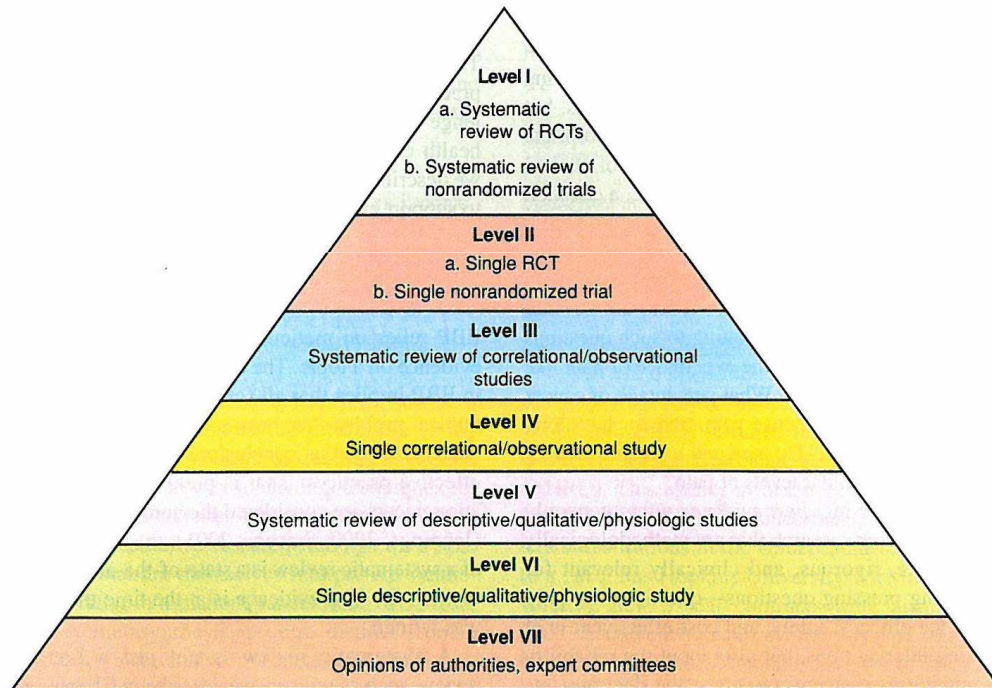 Level I
a. Systematic
review of RCTs
b. Systematic review of
nonrandomized trials
Level II
a. Single RCT
b. Single nonrandomized trial
Level III
Systematic review of correlational/observational
studies
Level IV
Single correlational/observational study
Level V
Systematic review of descriptive/qualitative/physiologic studies
Level VI
Single descriptive/qualitative/physiologic study
Level VII
Opinions of authorities, expert committees